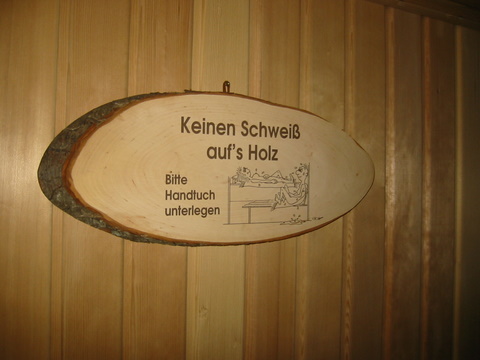 Keinen Schweiß
auf's Holz
Bitte
Handtuch
unterlegen